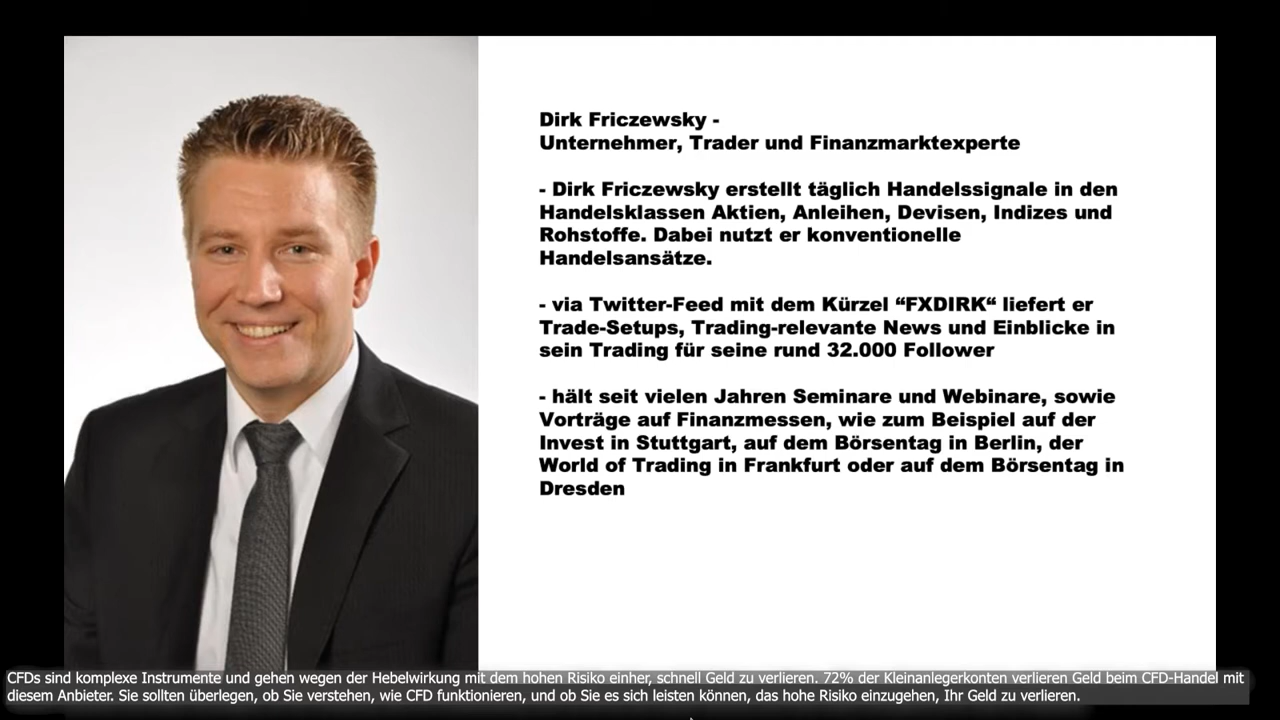 Dirk Friczewsky -
Unternehmer, Trader und Finanzmarktexperte
- Dirk Friczewsky erstellt täglich Handelssignale in den
Handelsklassen Aktien, Anleihen, Devisen, Indizes und
Rohstoffe. Dabei nutzt er konventionelle
Handelsansätze.
- via Twitter-Feed mit dem Kürzel “FXDIRK“ liefert er
Trade-Setups, Trading-relevante News und Einblicke in
sein Trading für seine rund 32.000 Follower
- hält seit vielen Jahren Seminare und Webinare, sowie
Vorträge auf Finanzmessen, wie zum Beispiel auf der
Invest in Stuttgart, auf dem Börsentag in Berlin, der
World of Trading in Frankfurt oder auf dem Börsentag in
Dresden
CFDs sind komplexe Instrumente und gehen wegen der Hebelwirkung mit dem hohen Risiko einher, schnell Geld zu verlieren. 72% der Kleinanlegerkonten verlieren Geld beim CFD-Handel mit
diesem Anbieter. Sie sollten überlegen, ob Sie verstehen, wie CFD funktionieren, und ob Sie es sich leisten können, das hohe Risiko einzugehen, Ihr Geld zu verlieren.